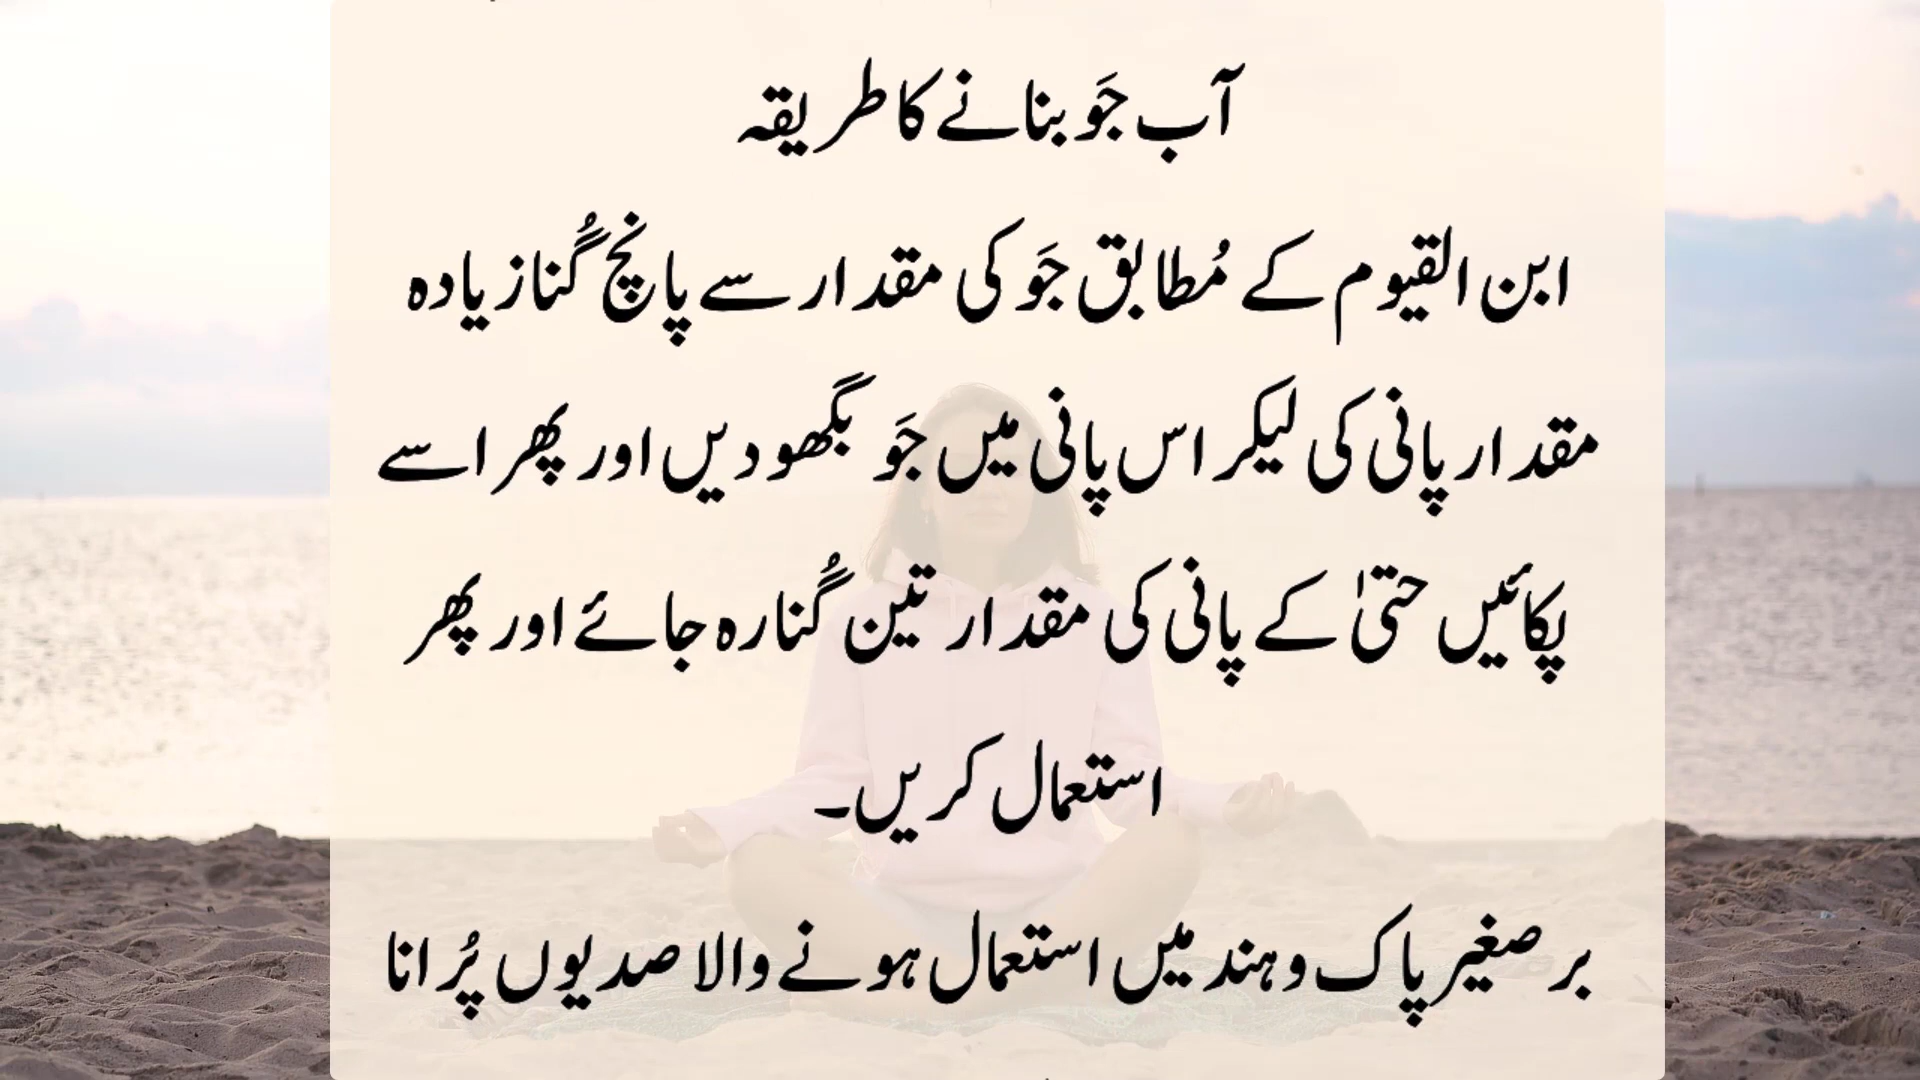 آب جَو بنانے کا طریقہ
ابن القیوم کے مُطابق جَو کی مقدار سے پانچ گُنا زیادہ
مقدار پانی کی لیکر اس پانی میں جَو بگھو دیں اور پھر اسے
پکائیں حتیٰ کے پانی کی مقدار تین گُنا رہ جائے اور پھر
استعمال کریں۔
بر صغیر پاک و ہند میں استعمال ہونے والا صدیوں پُرانا